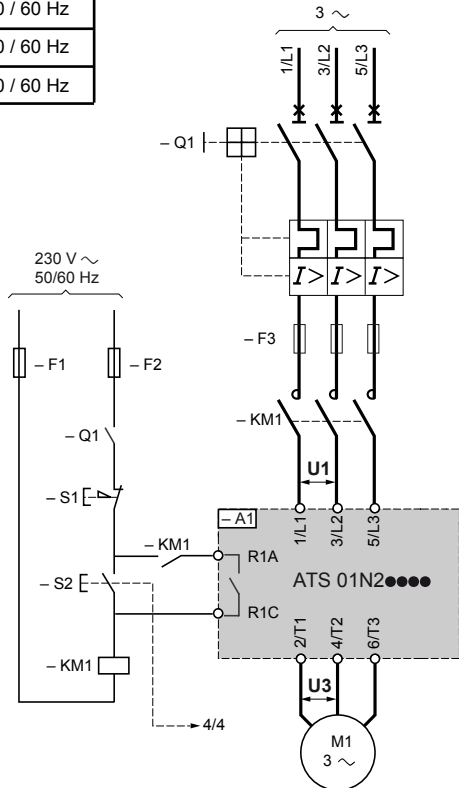 0 / 60 Hz
0 / 60 Hz
0 / 60 Hz
3 ∼
1/L1
3/L2
5/L3
– Q1
I>
I>
I>
230 V ∼
50/60 Hz
– F1
– F2
– F3
– Q1
– KM1
U1
– S1
– A1
1/L1
3/L2
5/L3
– KM1
R1A
ATS 01N2●●●●
– S2
R1C
2/T1
4/T2
6/T3
– KM1
U3
4/4
M1
3 ∼